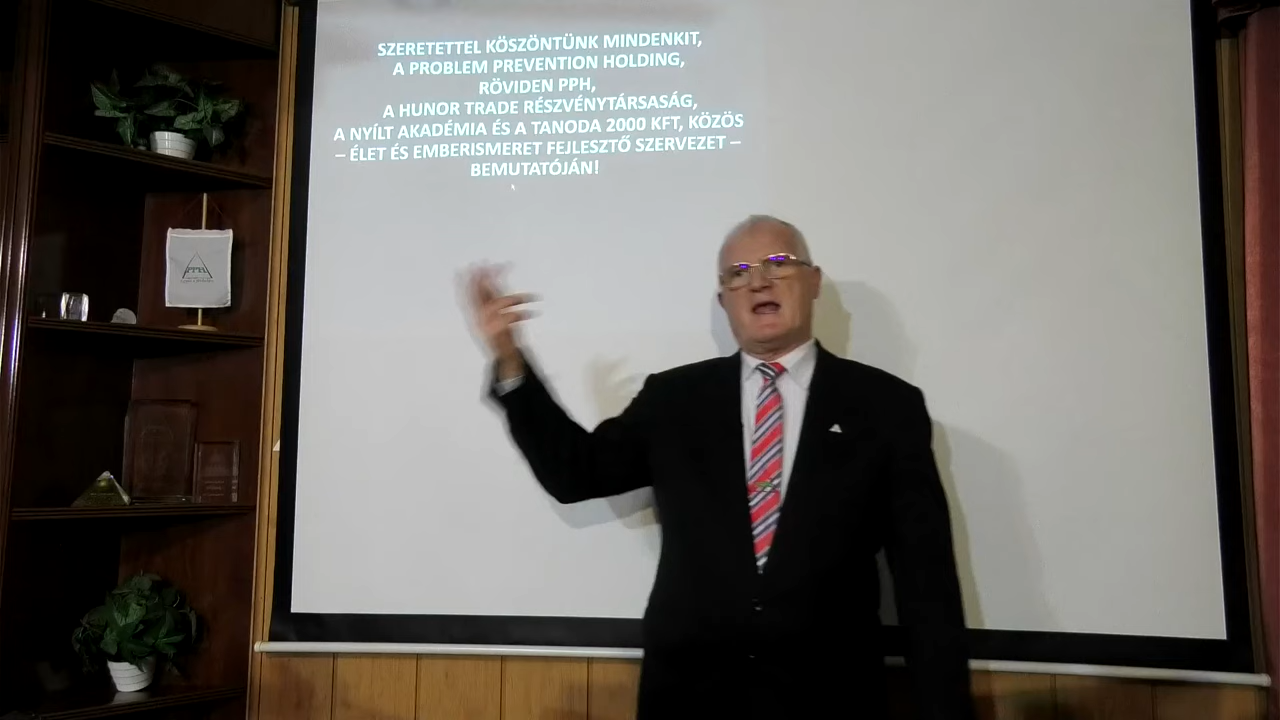 SZERETETTEL KÖSZÖNTÜNK MINDENKIT,
A PROBLEM PREVENTION HOLDING,
RÖVIDEN PPH,
A HUNOR TRADE RÉSZVÉNYTÁRSASÁG,
A NYÍLT AKADÉMIA ÉS A TANODA 2000 KFT, KÖZÖS
– ÉLET ÉS EMBERISMERET FEJLESZTŐ SZERVEZET –
BEMUTATÓJÁN!